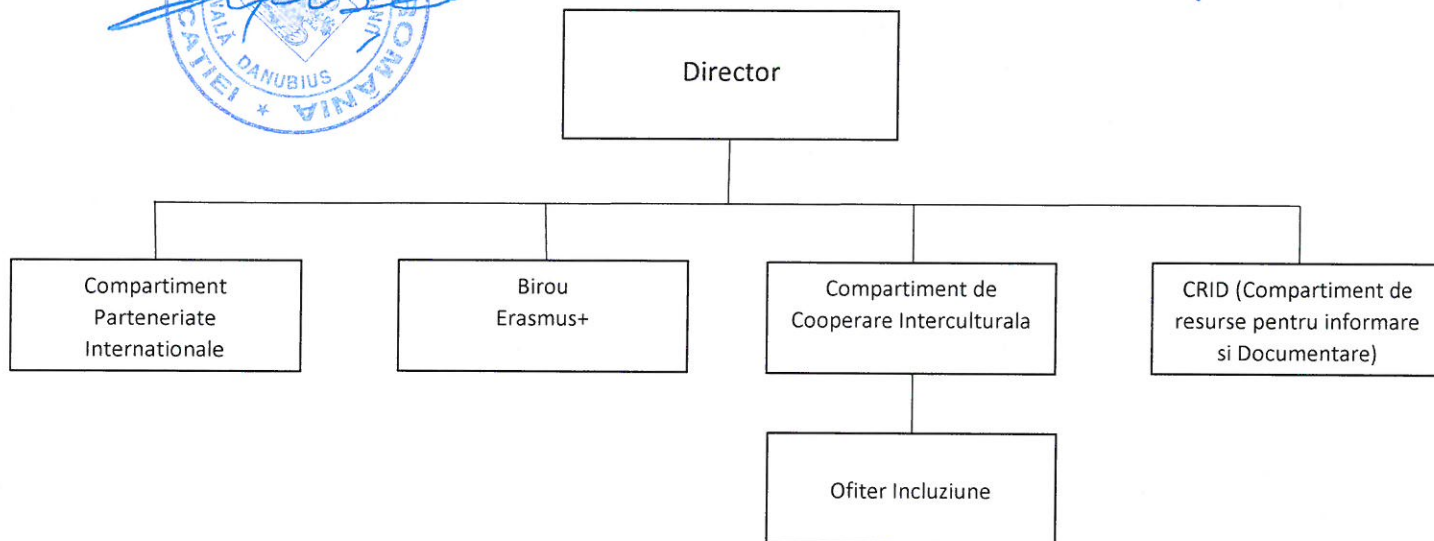 ROMÂNIA
DANUBIUS
Director
Compartiment
Parteneriate
Internationale
Birou
Erasmus+
Compartiment de
Cooperare Interculturala
CRID (Compartiment de
resurse pentru informare
si Documentare)
Ofiter Incluziune